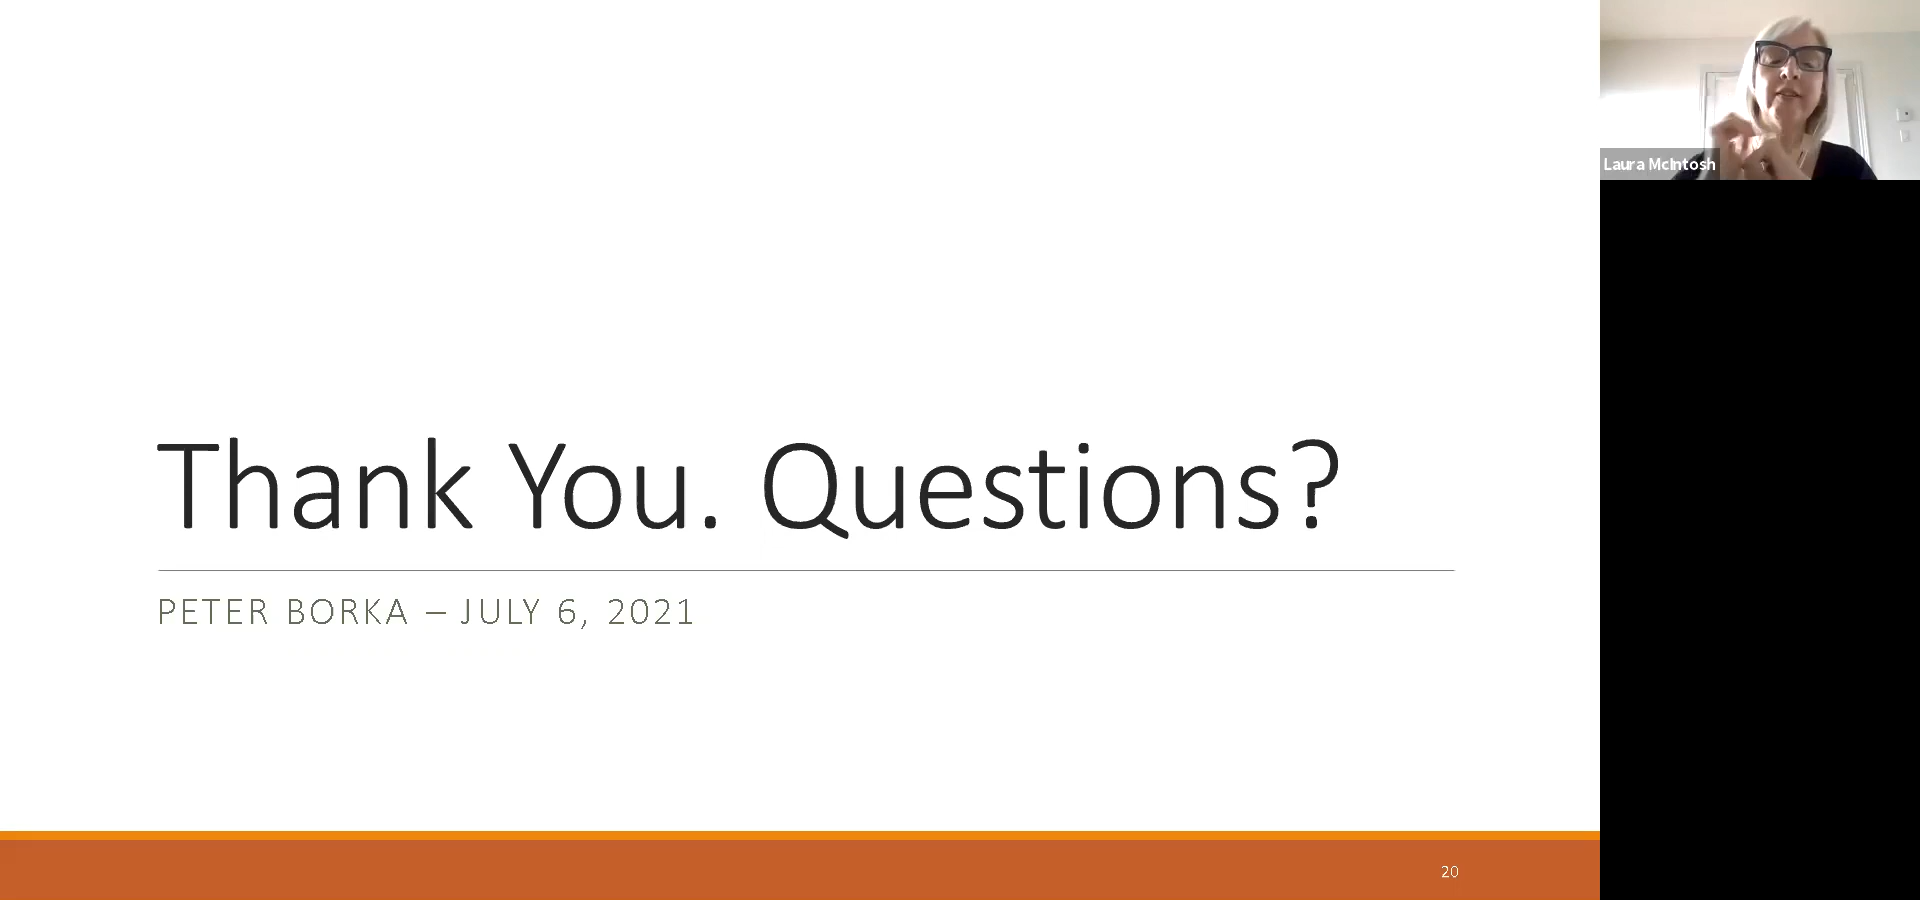 Thank You. Questions?
PETER BORKA – JULY 6, 2021
20
Laura McIntosh